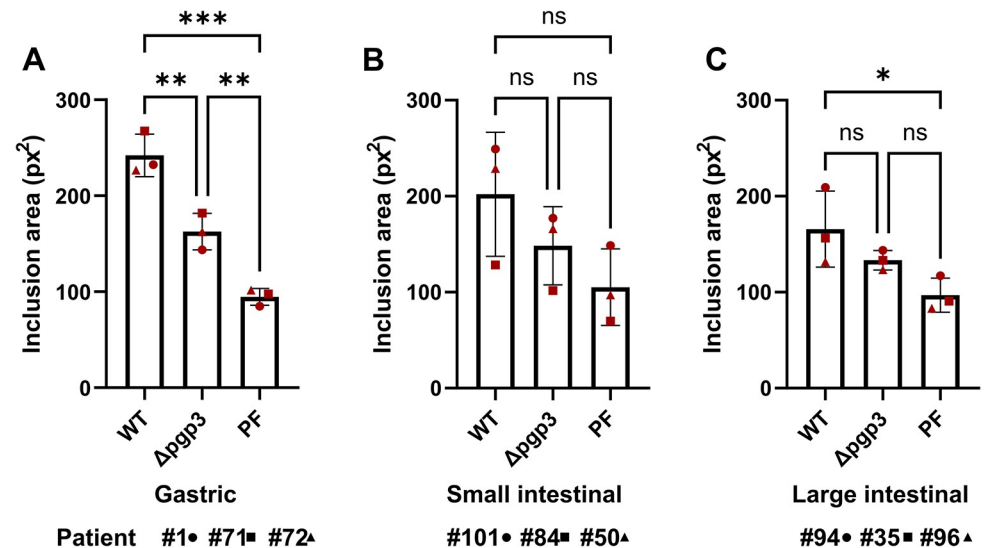 A
***
** **
Inclusion area (px²)
300
200
100
0
WT
Δpgp3
PF
Gastric
B
ns
ns ns
Inclusion area (px²)
300
200
100
0
WT
Δpgp3
PF
Small intestinal
C
*
ns ns
Inclusion area (px²)
300
200
100
0
WT
Δpgp3
PF
Large intestinal
Patient #1● #71■ #72▲ #101● #84■ #50▲ #94● #35■ #96▲